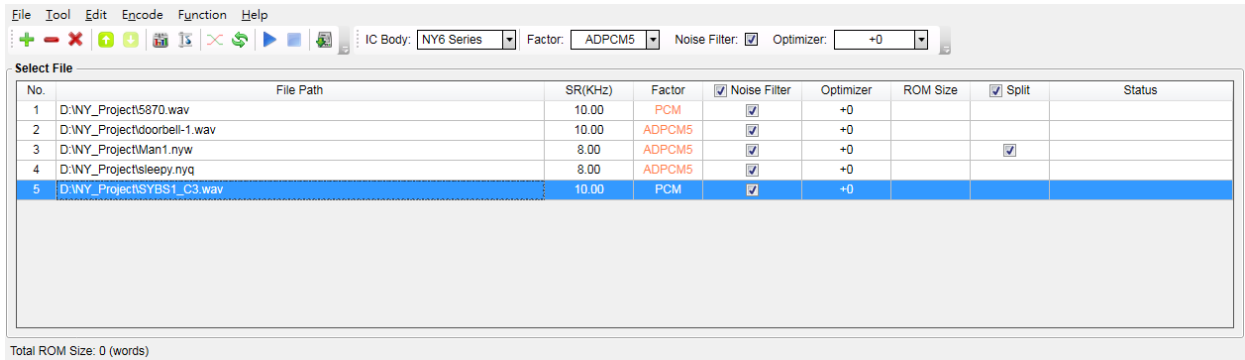 File Tool Edit Encode Function Help
IC Body: NY6 Series Factor: ADPCM5 Noise Filter: Optimizer: +0
Select File
No. File Path SR(KHz) Factor Noise Filter Optimizer ROM Size Split Status
1 D:\NY_Project\5870.wav 10.00 PCM +0
2 D:\NY_Project\doorbell-1.wav 10.00 ADPCM5 +0
3 D:\NY_Project\Man1.nyw 8.00 ADPCM5 +0
4 D:\NY_Project\sleepy.nyq 8.00 ADPCM5 +0
5 D:\NY_Project\SYBS1_C3.wav 10.00 PCM +0
Total ROM Size: 0 (words)